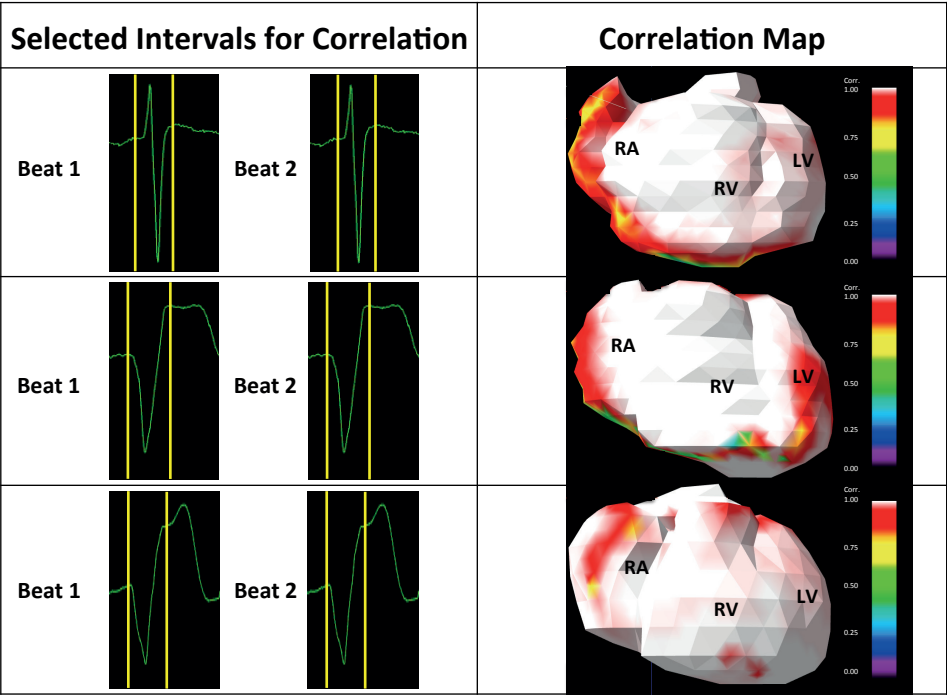 Selected Intervals for Correlation
Correlation Map
Beat 1
Beat 2
RA
RV
LV
Corr.
1.00
0.75
0.50
0.25
0.00
Beat 1
Beat 2
RA
RV
LV
Corr.
1.00
0.75
0.50
0.25
0.00
Beat 1
Beat 2
RA
RV
LV
Corr.
1.00
0.75
0.50
0.25
0.00